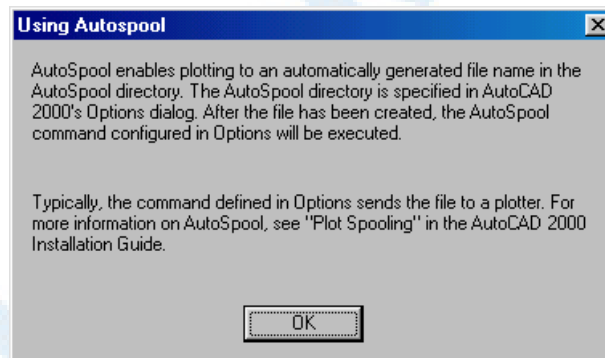 Using Autospool
AutoSpool enables plotting to an automatically generated file name in the
AutoSpool directory. The AutoSpool directory is specified in AutoCAD
2000's Options dialog. After the file has been created, the AutoSpool
command configured in Options will be executed.
Typically, the command defined in Options sends the file to a plotter. For
more information on AutoSpool, see "Plot Spooling" in the AutoCAD 2000
Installation Guide.
OK